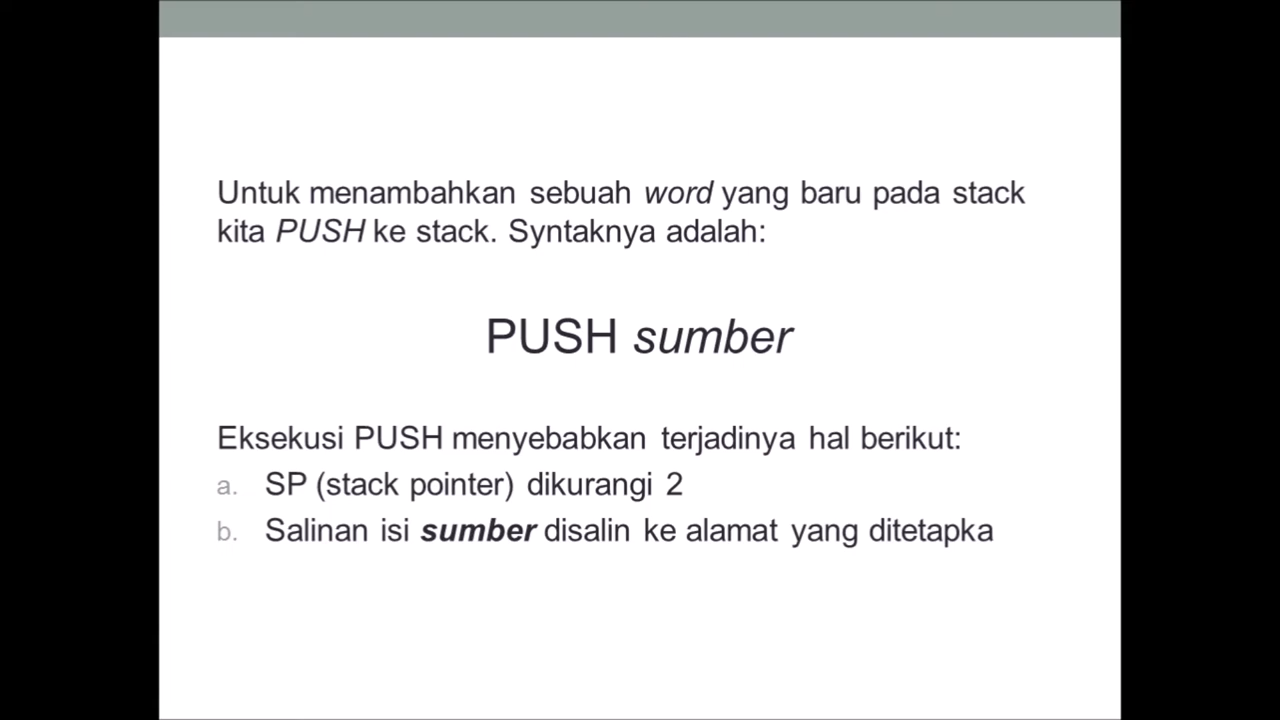 Untuk menambahkan sebuah word yang baru pada stack
kita PUSH ke stack. Syntaknya adalah:
PUSH sumber
Eksekusi PUSH menyebabkan terjadinya hal berikut:
a. SP (stack pointer) dikurangi 2
b. Salinan isi sumber disalin ke alamat yang ditetapka